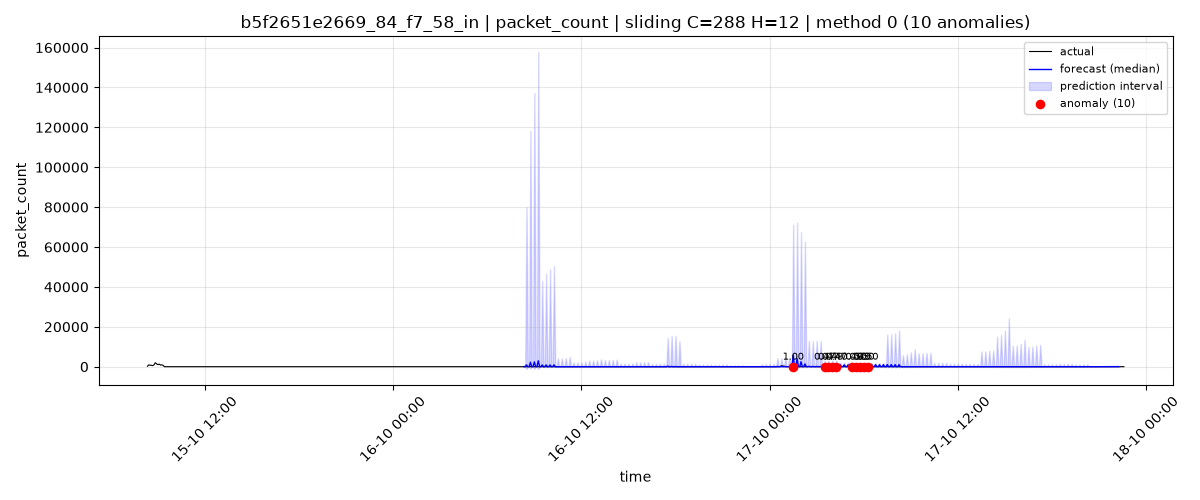 b5f2651e2669_84_f7_58_in | packet_count | sliding C=288 H=12 | method 0 (10 anomalies)
actual
forecast (median)
prediction interval
anomaly (10)
160000
140000
120000
100000
80000
60000
40000
20000
0
packet_count
1.00
15-10 12:00
16-10 00:00
16-10 12:00
17-10 00:00
17-10 12:00
18-10 00:00
time